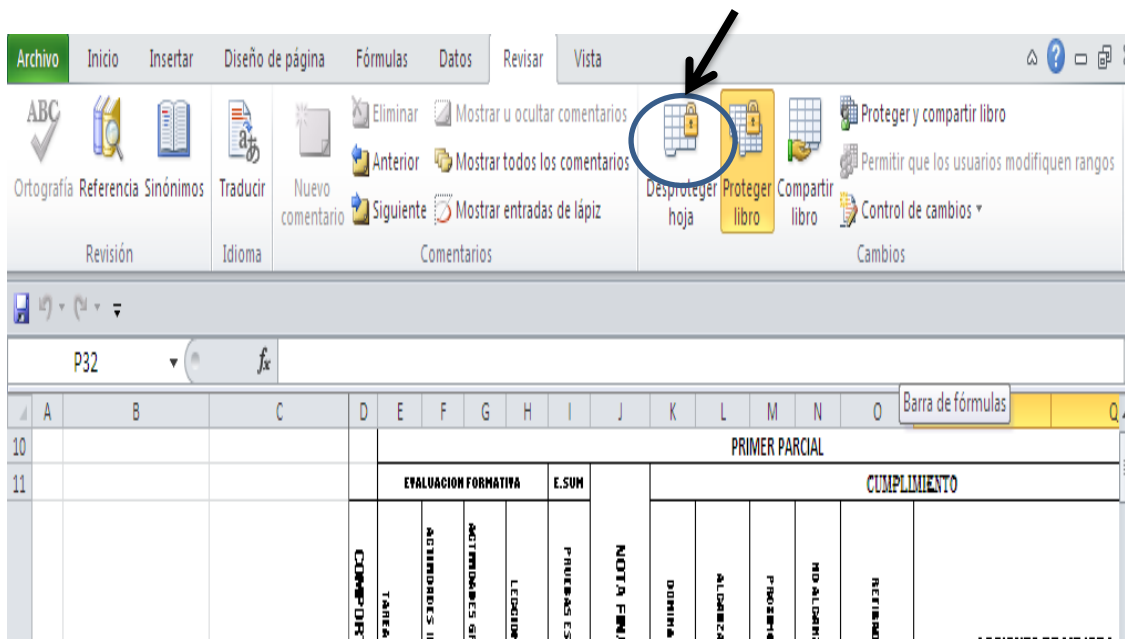 Archivo Inicio Insertar Diseño de página Fórmulas Datos Revisar Vista
ABC
Ortografía Referencia Sinónimos
Revisión
Traducir
Idioma
Nuevo comentario
Eliminar
Anterior
Siguiente
Mostrar u ocultar comentarios
Mostrar todos los comentarios
Mostrar entradas de lápiz
Comentarios
Desproteger hoja
Proteger libro
Compartir libro
Proteger y compartir libro
Permitir que los usuarios modifiquen rangos
Control de cambios
Cambios
P32 fx
Barra de fórmulas
A B C D E F G H I J K L M N O Q
10 PRIMER PARCIAL
11 EVALUACION FORMATIVA E.SUM CUMPLIMIENTO